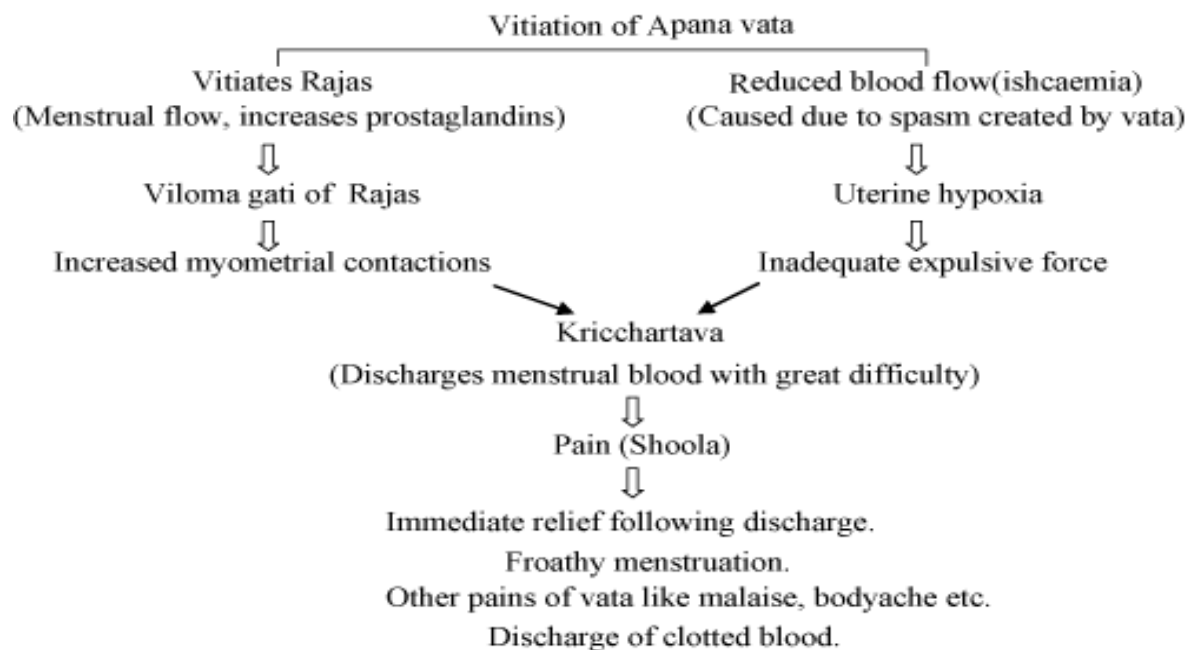 Vitiation of Apana vata
Vitiates Rajas
Reduced blood flow(ishcaemia)
(Menstrual flow, increases prostaglandins)
(Caused due to spasm created by vata)
Viloma gati of Rajas
Uterine hypoxia
Increased myometrial contactions
Inadequate expulsive force
Kricchartava
(Discharges menstrual blood with great difficulty)
Pain (Shoola)
Immediate relief following discharge.
Froathy menstruation.
Other pains of vata like malaise, bodyache etc.
Discharge of clotted blood.